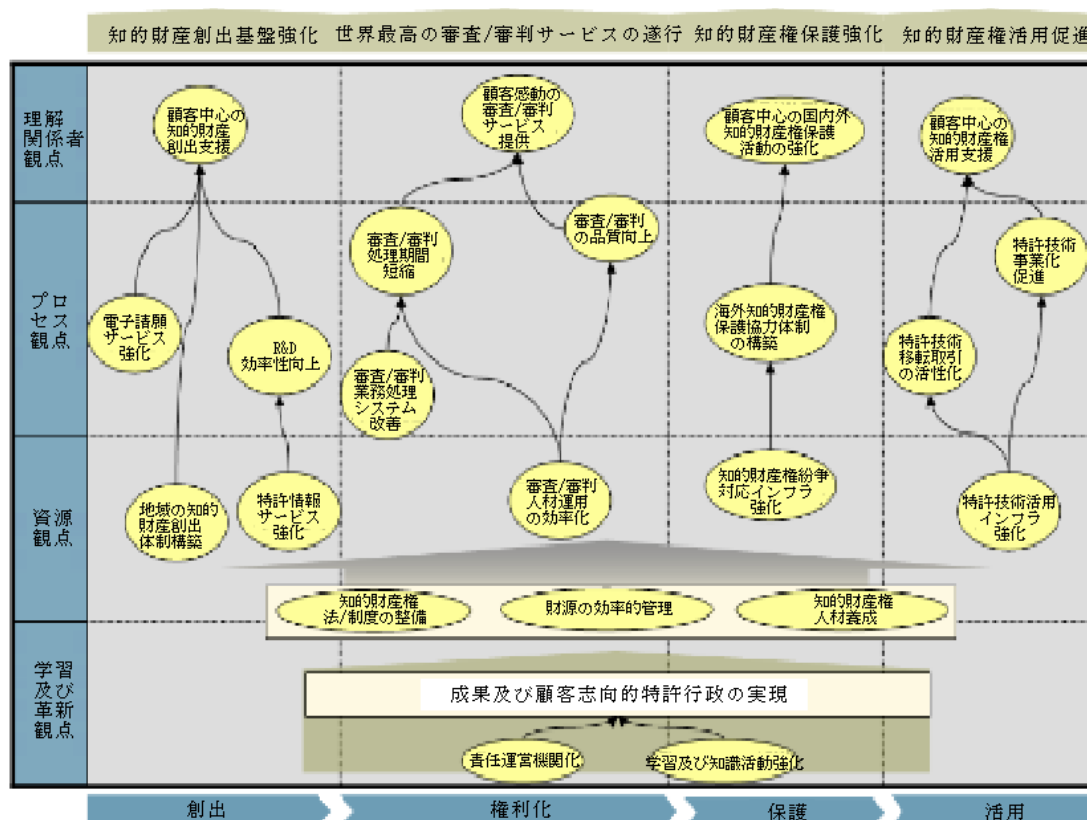 知的財産創出基盤強化
世界最高の審査/審判サービスの遂行
知的財産権保護強化
知的財産権活用促進
理解
関係者
観点
顧客中心の
知的財産
創出支援
顧客感動の
審査/審判
サービス
提供
顧客中心の国内外
知的財産権保護
活動の強化
顧客中心の
知的財産権
活用支援
プロ
セス
観点
審査/審判
処理期間
短縮
審査/審判
の品質向上
特許技術
事業化
促進
電子請願
サービス
強化
R&D
効率性向上
海外知的財産権
保護協力体制
の構築
特許技術
移転取引
の活性化
審査/審判
業務処理
システム
改善
資源
観点
地域の知的
財産創出
体制構築
特許情報
サービス
強化
審査/審判
人材運用
の効率化
知的財産権紛争
対応インフラ
強化
特許技術活用
インフラ
強化
知的財産権
法/制度の整備
財源の効率的管理
知的財産権
人材養成
学習
及び
革新
観点
成果及び顧客志向的特許行政の実現
責任運営機関化
学習及び知識活動強化
創出
権利化
保護
活用